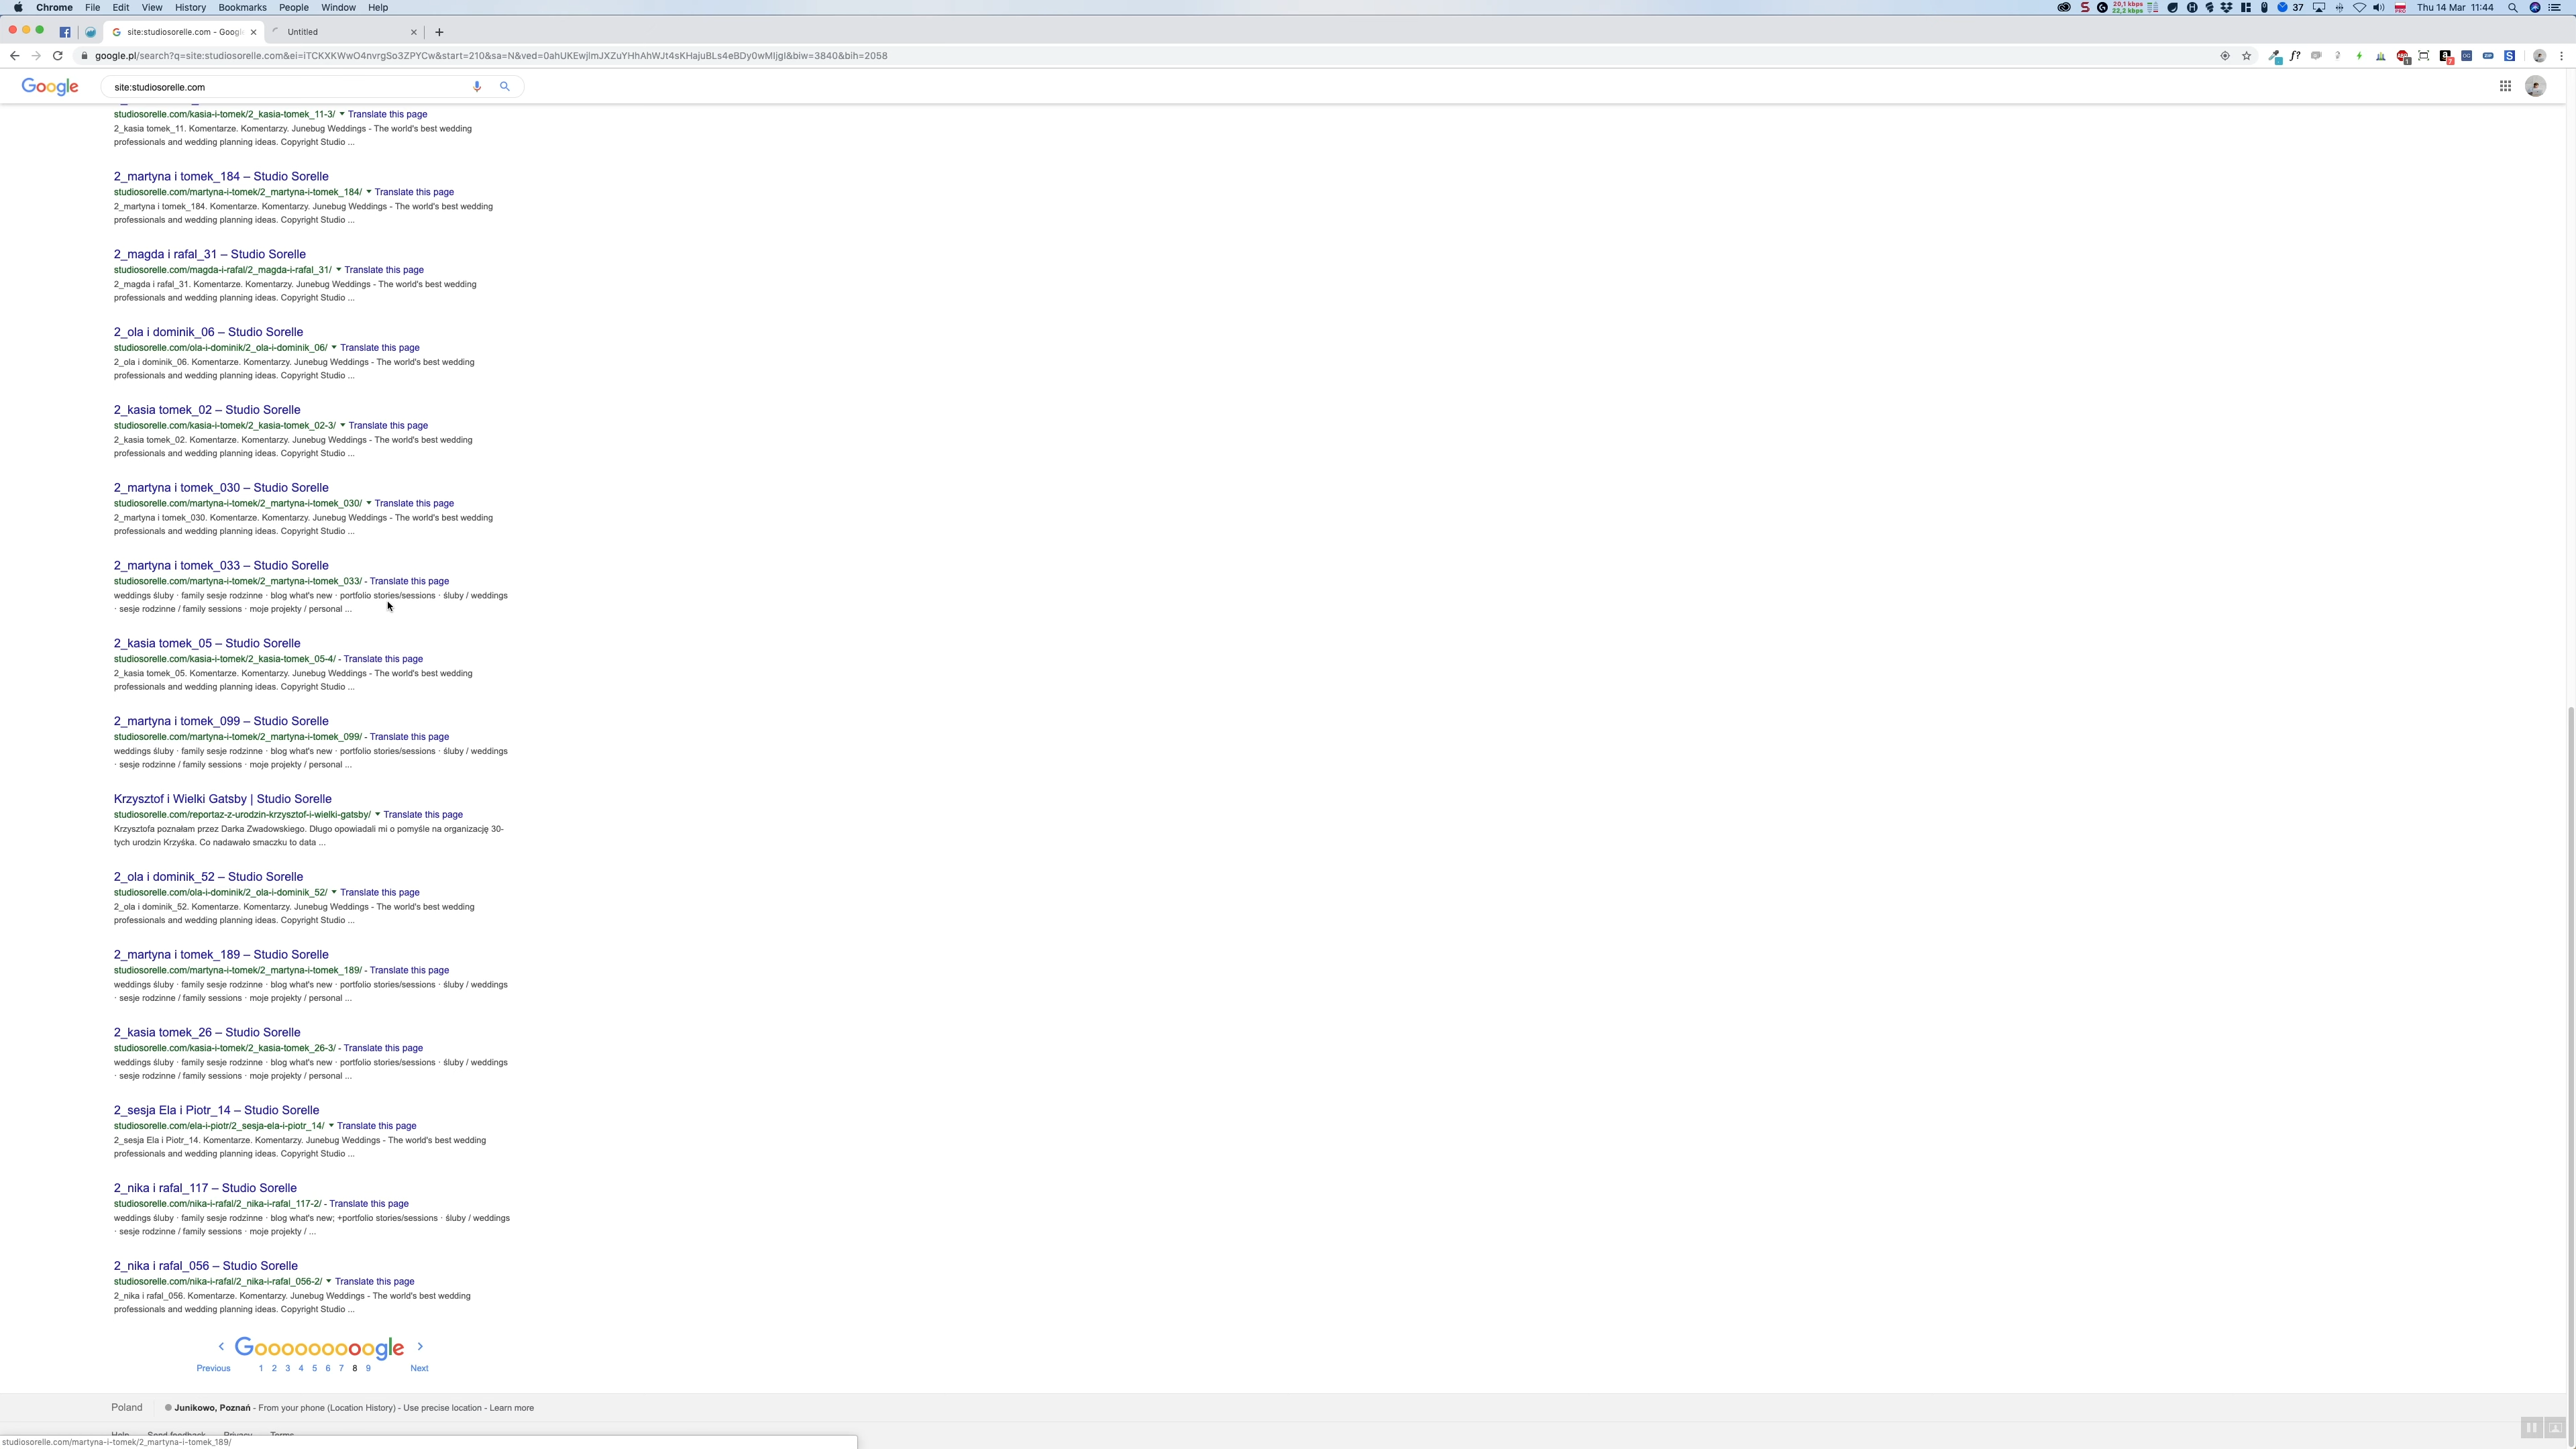 Chrome File Edit View History Bookmarks People Window Help
20,1 kbps
22,2 kbps
37
Thu 14 Mar 11:44
site:studiosorelle.com - Googl
Untitled
google.pl/search?q=site:studiosorelle.com&ei=iTCKXKWwO4nvrgSo3ZPYCw&start=210&sa=N&ved=0ahUKEwjlmJXZuYHhAhWJt4sKHajuBLs4eBDy0wMIjgI&biw=3840&bih=2058
Google
site:studiosorelle.com
studiosorelle.com/kasia-i-tomek/2_kasia-tomek_11-3/ Translate this page
2_kasia tomek_11. Komentarze. Komentarzy. Junebug Weddings - The world's best wedding
professionals and wedding planning ideas. Copyright Studio ...
2_martyna i tomek_184 – Studio Sorelle
studiosorelle.com/martyna-i-tomek/2_martyna-i-tomek_184/ Translate this page
2_martyna i tomek_184. Komentarze. Komentarzy. Junebug Weddings - The world's best wedding
professionals and wedding planning ideas. Copyright Studio ...
2_magda i rafal_31 – Studio Sorelle
studiosorelle.com/magda-i-rafal/2_magda-i-rafal_31/ Translate this page
2_magda i rafal_31. Komentarze. Komentarzy. Junebug Weddings - The world's best wedding
professionals and wedding planning ideas. Copyright Studio ...
2_ola i dominik_06 – Studio Sorelle
studiosorelle.com/ola-i-dominik/2_ola-i-dominik_06/ Translate this page
2_ola i dominik_06. Komentarze. Komentarzy. Junebug Weddings - The world's best wedding
professionals and wedding planning ideas. Copyright Studio ...
2_kasia tomek_02 – Studio Sorelle
studiosorelle.com/kasia-i-tomek/2_kasia-tomek_02-3/ Translate this page
2_kasia tomek_02. Komentarze. Komentarzy. Junebug Weddings - The world's best wedding
professionals and wedding planning ideas. Copyright Studio ...
2_martyna i tomek_030 – Studio Sorelle
studiosorelle.com/martyna-i-tomek/2_martyna-i-tomek_030/ Translate this page
2_martyna i tomek_030. Komentarze. Komentarzy. Junebug Weddings - The world's best wedding
professionals and wedding planning ideas. Copyright Studio ...
2_martyna i tomek_033 – Studio Sorelle
studiosorelle.com/martyna-i-tomek/2_martyna-i-tomek_033/ - Translate this page
weddings śluby · family sesje rodzinne · blog what's new · portfolio stories/sessions · śluby / weddings
· sesje rodzinne / family sessions · moje projekty / personal ...
2_kasia tomek_05 – Studio Sorelle
studiosorelle.com/kasia-i-tomek/2_kasia-tomek_05-4/ - Translate this page
2_kasia tomek_05. Komentarze. Komentarzy. Junebug Weddings - The world's best wedding
professionals and wedding planning ideas. Copyright Studio ...
2_martyna i tomek_099 – Studio Sorelle
studiosorelle.com/martyna-i-tomek/2_martyna-i-tomek_099/ - Translate this page
weddings śluby · family sesje rodzinne · blog what's new · portfolio stories/sessions · śluby / weddings
· sesje rodzinne / family sessions · moje projekty / personal ...
Krzysztof i Wielki Gatsby | Studio Sorelle
studiosorelle.com/reportaz-z-urodzin-krzysztof-i-wielki-gatsby/ Translate this page
Krzysztofa poznałam przez Darka Zwadowskiego. Długo opowiadali mi o pomyśle na organizację 30-
tych urodzin Krzyśka. Co nadawało smaczku to data ...
2_ola i dominik_52 – Studio Sorelle
studiosorelle.com/ola-i-dominik/2_ola-i-dominik_52/ Translate this page
2_ola i dominik_52. Komentarze. Komentarzy. Junebug Weddings - The world's best wedding
professionals and wedding planning ideas. Copyright Studio ...
2_martyna i tomek_189 – Studio Sorelle
studiosorelle.com/martyna-i-tomek/2_martyna-i-tomek_189/ - Translate this page
weddings śluby · family sesje rodzinne · blog what's new · portfolio stories/sessions · śluby / weddings
· sesje rodzinne / family sessions · moje projekty / personal ...
2_kasia tomek_26 – Studio Sorelle
studiosorelle.com/kasia-i-tomek/2_kasia-tomek_26-3/ - Translate this page
weddings śluby · family sesje rodzinne · blog what's new · portfolio stories/sessions · śluby / weddings
· sesje rodzinne / family sessions · moje projekty / personal ...
2_sesja Ela i Piotr_14 – Studio Sorelle
studiosorelle.com/ela-i-piotr/2_sesja-ela-i-piotr_14/ Translate this page
2_sesja Ela i Piotr_14. Komentarze. Komentarzy. Junebug Weddings - The world's best wedding
professionals and wedding planning ideas. Copyright Studio ...
2_nika i rafal_117 – Studio Sorelle
studiosorelle.com/nika-i-rafal/2_nika-i-rafal_117-2/ - Translate this page
weddings śluby · family sesje rodzinne · blog what's new; +portfolio stories/sessions · śluby / weddings
· sesje rodzinne / family sessions · moje projekty / ...
2_nika i rafal_056 – Studio Sorelle
studiosorelle.com/nika-i-rafal/2_nika-i-rafal_056-2/ Translate this page
2_nika i rafal_056. Komentarze. Komentarzy. Junebug Weddings - The world's best wedding
professionals and wedding planning ideas. Copyright Studio ...
Gooooooooogle
Previous 1 2 3 4 5 6 7 8 9 Next
Poland Junikowo, Poznań - From your phone (Location History) - Use precise location - Learn more
Help Send feedback Privacy Terms
studiosorelle.com/martyna-i-tomek/2_martyna-i-tomek_189/